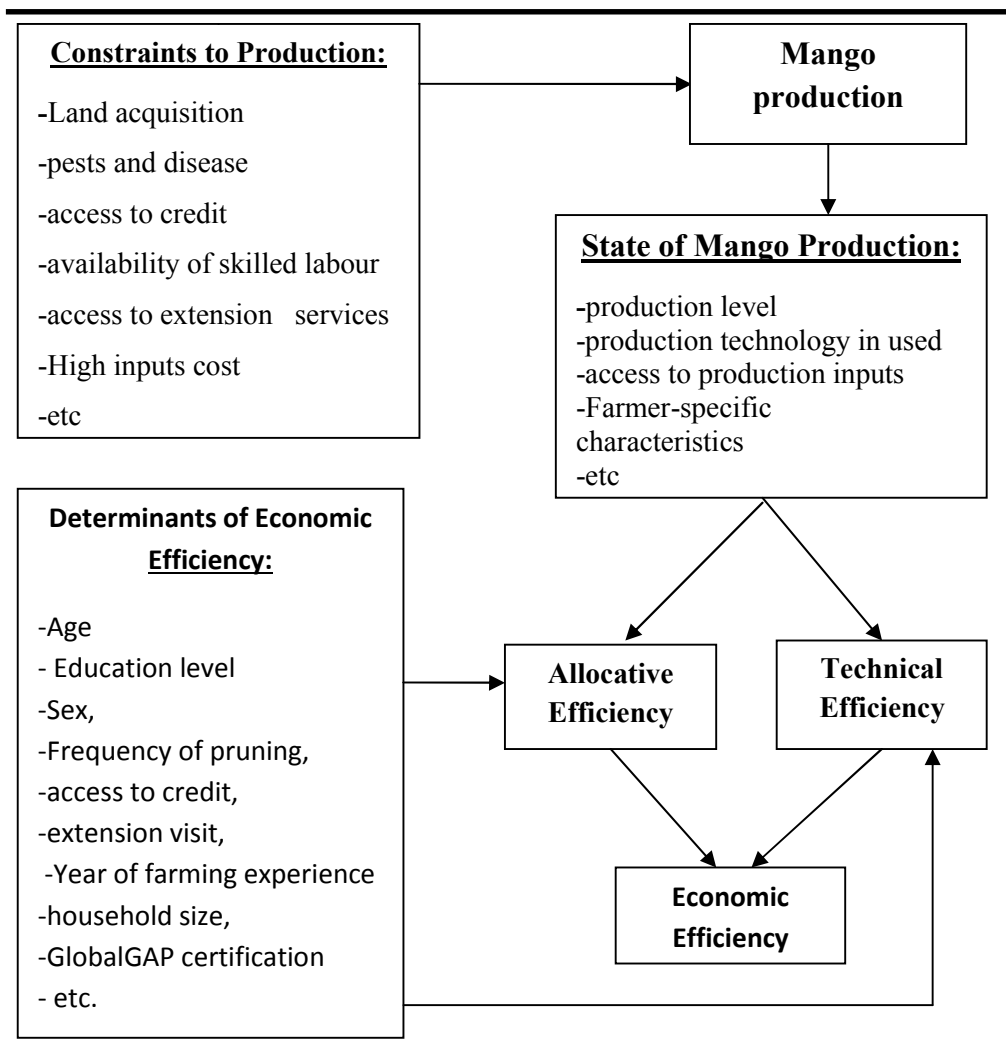 Constraints to Production:
-Land acquisition
-pests and disease
-access to credit
-availability of skilled labour
-access to extension services
-High inputs cost
-etc
Mango
production
State of Mango Production:
-production level
-production technology in used
-access to production inputs
-Farmer-specific
characteristics
-etc
Determinants of Economic
Efficiency:
-Age
- Education level
-Sex,
-Frequency of pruning,
-access to credit,
-extension visit,
-Year of farming experience
-household size,
-GlobalGAP certification
- etc.
Allocative
Efficiency
Technical
Efficiency
Economic
Efficiency